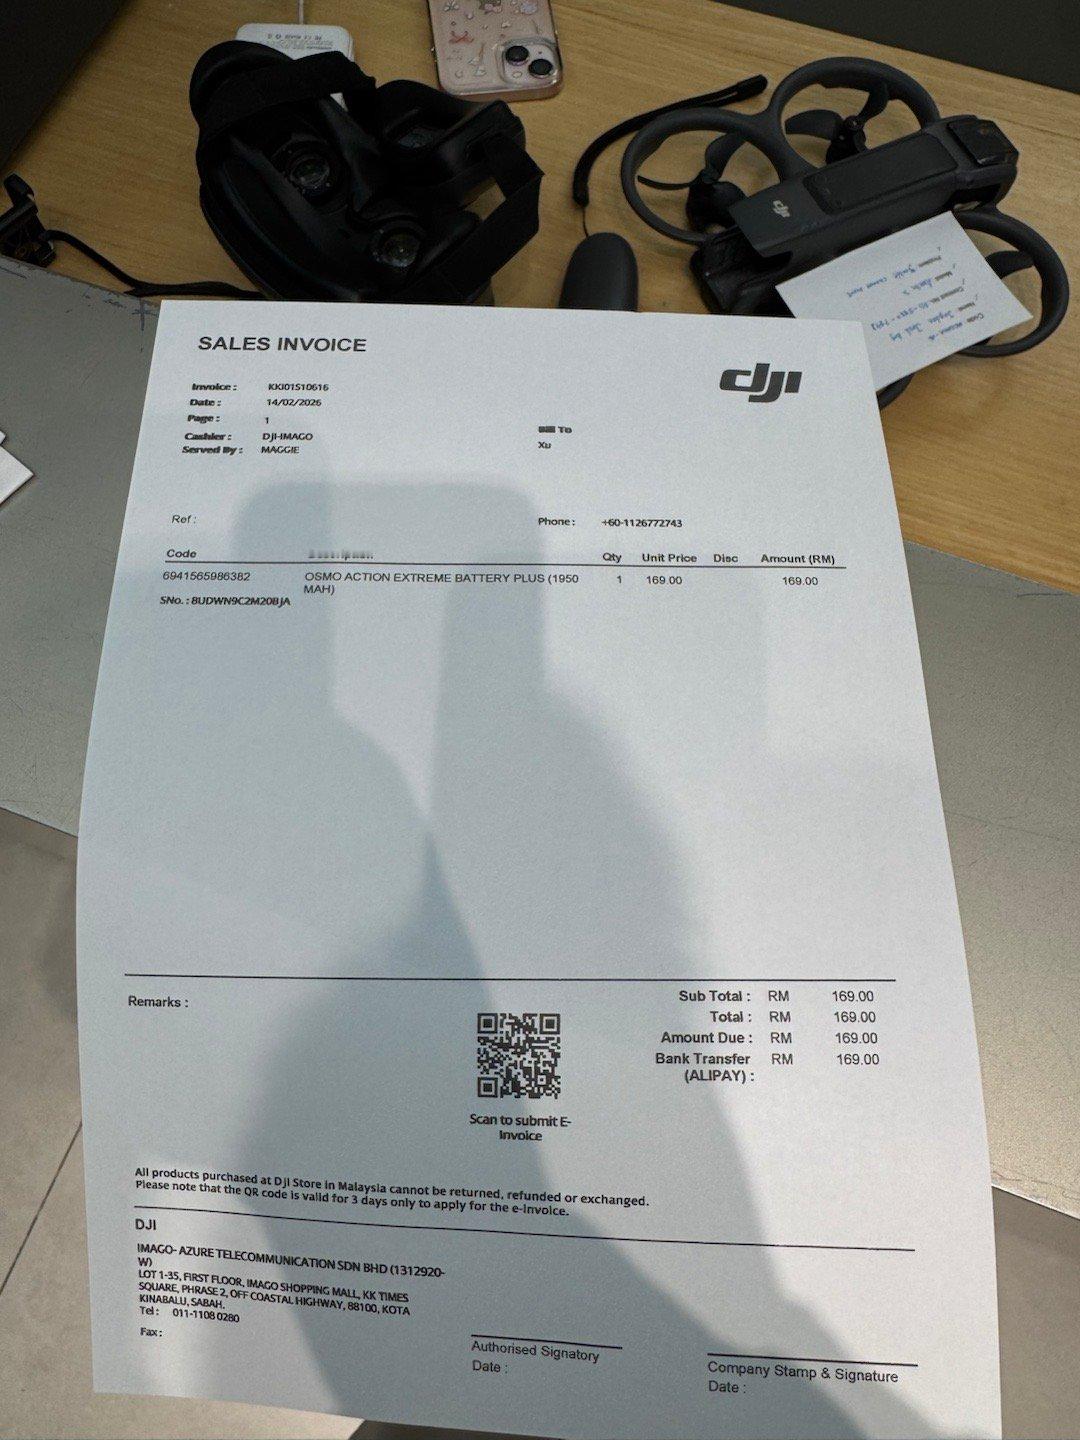 dji
SALES INVOICE
dji
Invoice : KKI01S10616
Date : 14/02/2026
Page : 1
Cashier : DJI-IMAGO
Served By : MAGGIE
Bill To
Xu
Ref :
Phone : +60-1126772743
Code Description Qty Unit Price Disc Amount (RM)
6941565986382 OSMO ACTION EXTREME BATTERY PLUS (1950 1 169.00 169.00
MAH)
SNo. : 8UDWN9C2M20BJA
Remarks :
Sub Total : RM 169.00
Total : RM 169.00
Amount Due : RM 169.00
Bank Transfer RM 169.00
(ALIPAY) :
Scan to submit E-
Invoice
All products purchased at DJI Store in Malaysia cannot be returned, refunded or exchanged.
Please note that the QR code is valid for 3 days only to apply for the e-Invoice.
DJI
IMAGO- AZURE TELECOMMUNICATION SDN BHD (1312920-
W)
LOT 1-35, FIRST FLOOR, IMAGO SHOPPING MALL, KK TIMES
SQUARE, PHRASE 2, OFF COASTAL HIGHWAY, 88100, KOTA
KINABALU, SABAH.
Tel : 011-1108 0280
Fax :
Authorised Signatory
Date :
Company Stamp & Signature
Date :